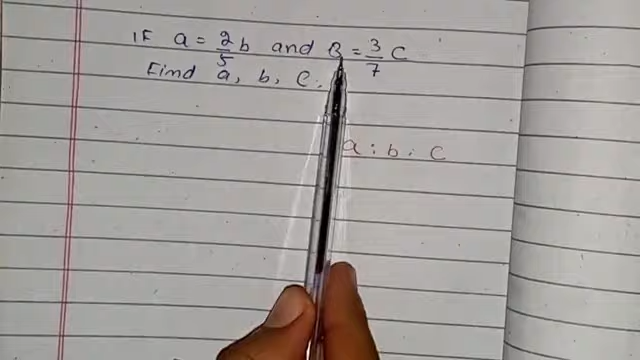 IF a = 2/5 b and B = 3/7 C
Find a, b, c.
a : b : c